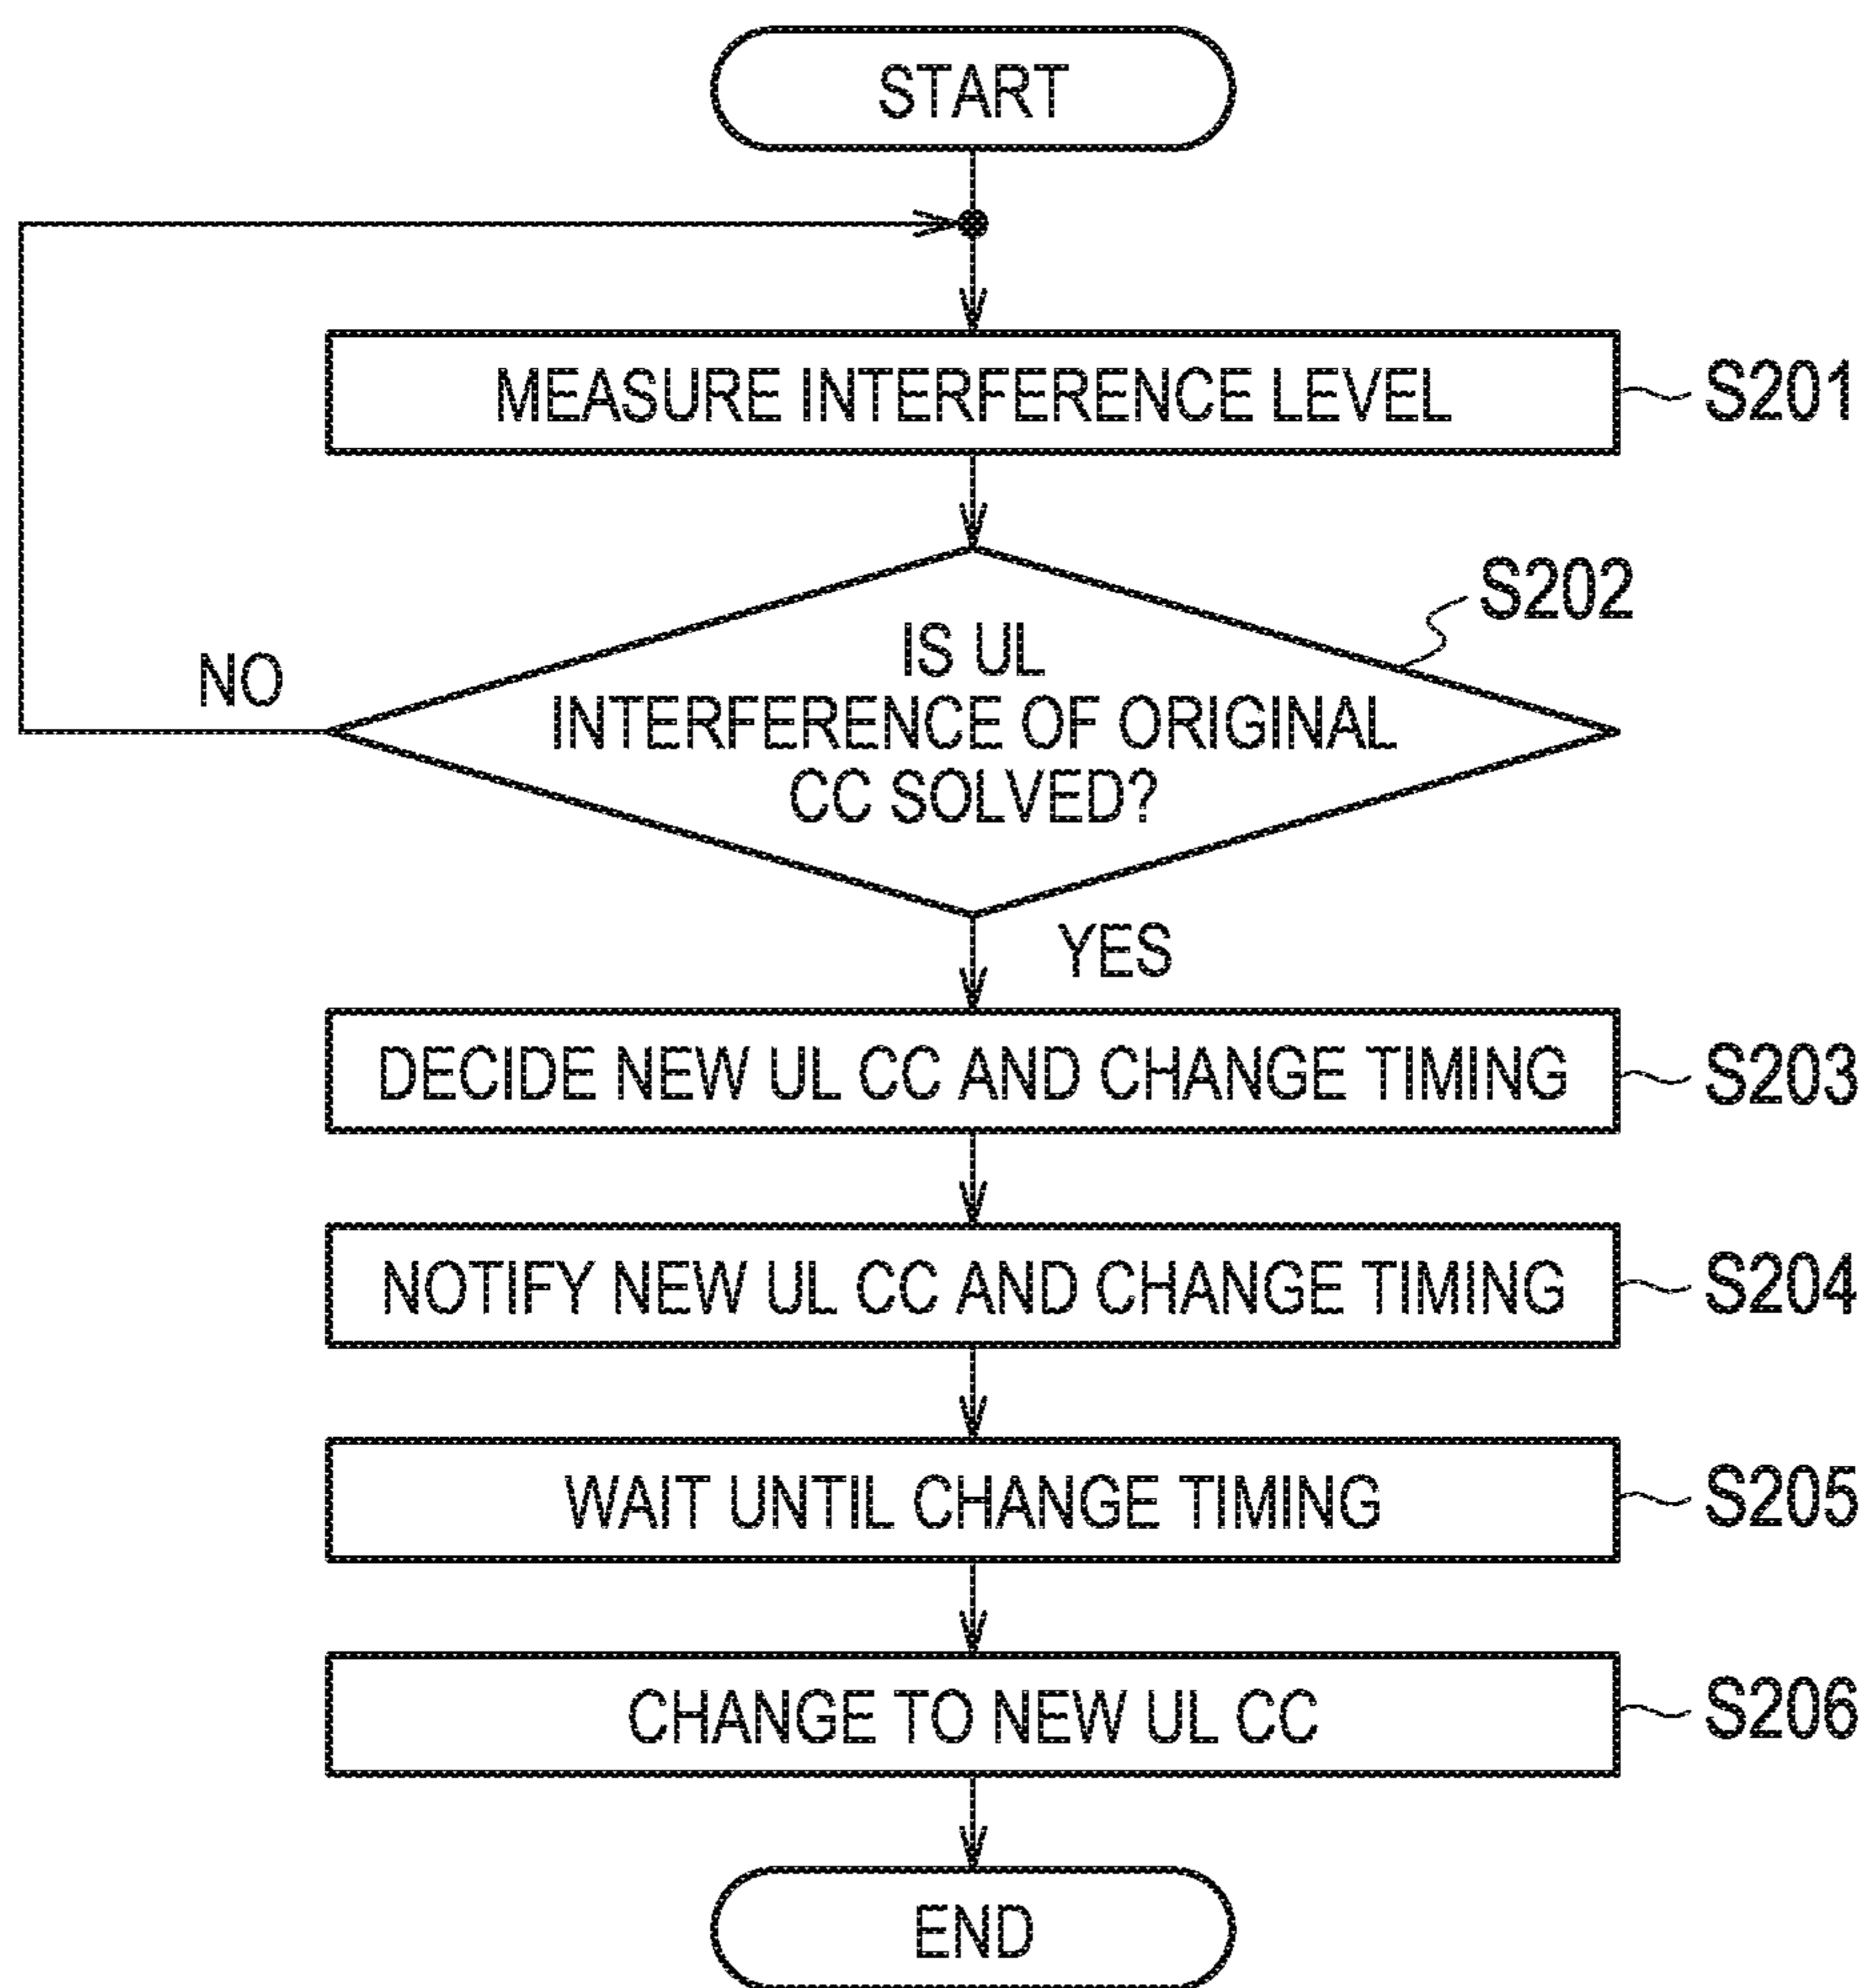 START
MEASURE INTERFERENCE LEVEL
S201
S202
IS UL
INTERFERENCE OF ORIGINAL
CC SOLVED?
NO
YES
DECIDE NEW UL CC AND CHANGE TIMING
S203
NOTIFY NEW UL CC AND CHANGE TIMING
S204
WAIT UNTIL CHANGE TIMING
S205
CHANGE TO NEW UL CC
S206
END